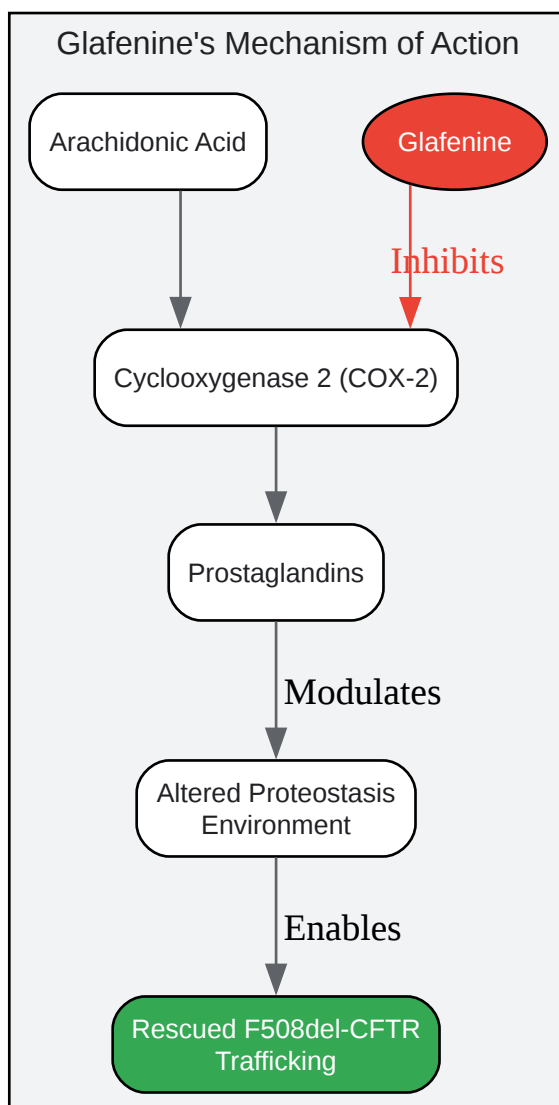 Glafenine's Mechanism of Action
Arachidonic Acid
Glafenine
Inhibits
Cyclooxygenase 2 (COX-2)
Prostaglandins
Modulates
Altered Proteostasis
Environment
Enables
Rescued F508del-CFTR
Trafficking